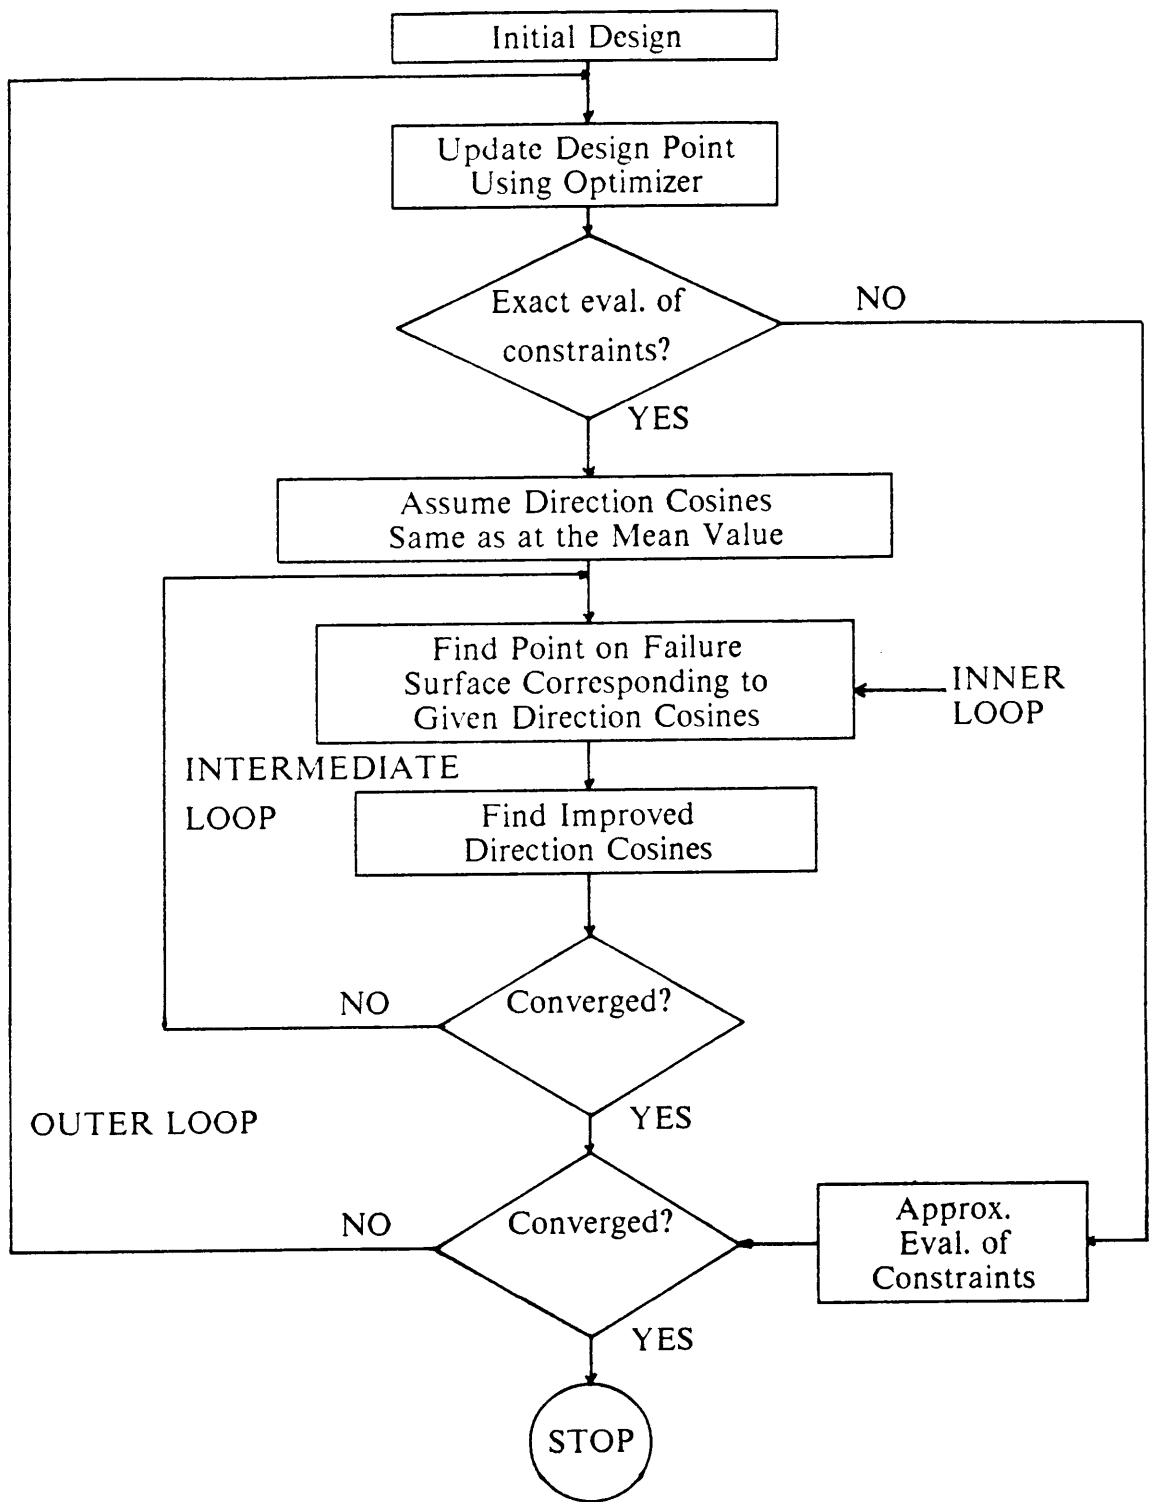 Initial Design
Update Design Point
Using Optimizer
Exact eval. of
constraints?
NO
YES
Assume Direction Cosines
Same as at the Mean Value
Find Point on Failure
Surface Corresponding to
Given Direction Cosines
INNER
LOOP
INTERMEDIATE
LOOP
Find Improved
Direction Cosines
Converged?
NO
YES
OUTER LOOP
Converged?
NO
YES
Approx.
Eval. of
Constraints
STOP